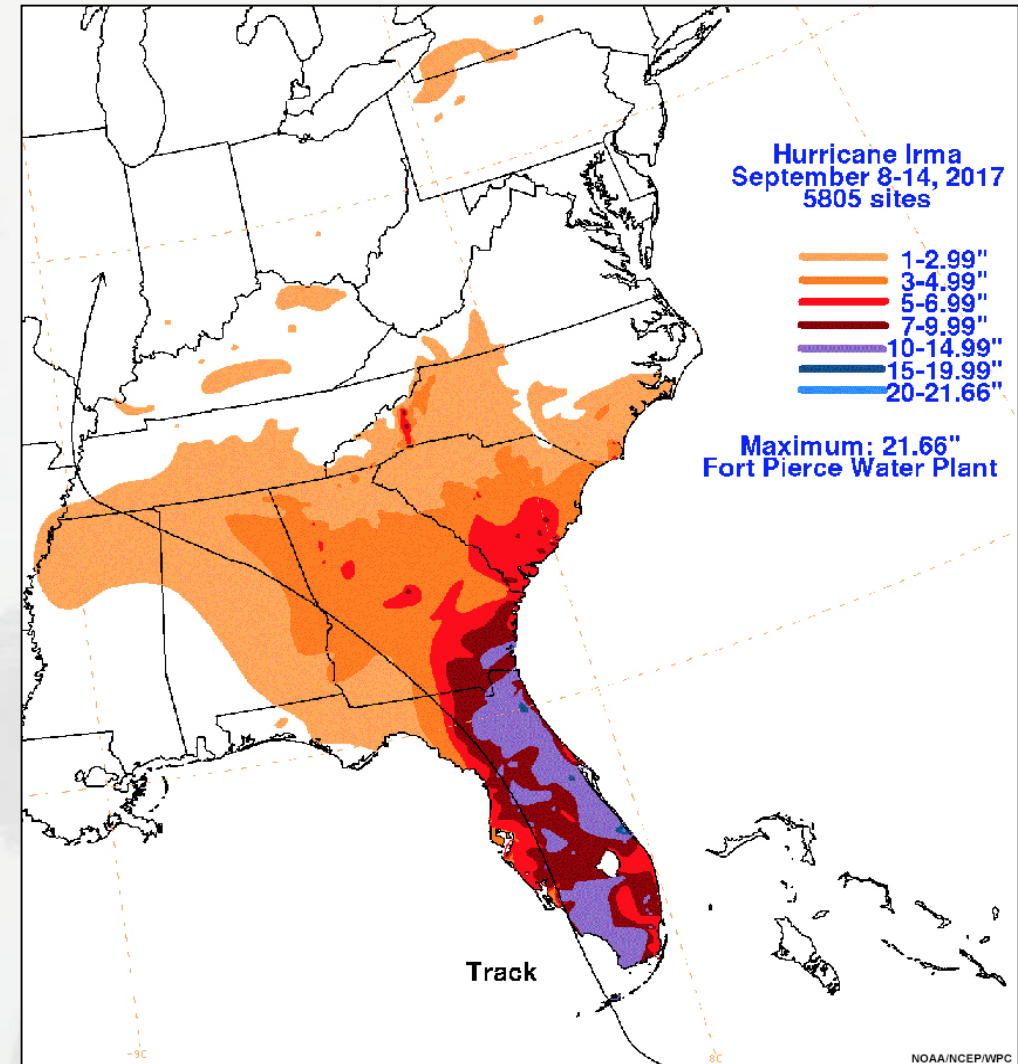 Hurricane Irma
September 8-14, 2017
5805 sites
1-2.99"
3-4.99"
5-6.99"
7-9.99"
10-14.99"
15-19.99"
20-21.66"
Maximum: 21.66"
Fort Pierce Water Plant
Track
-9C
8C
NOAA/NCEP/WPC